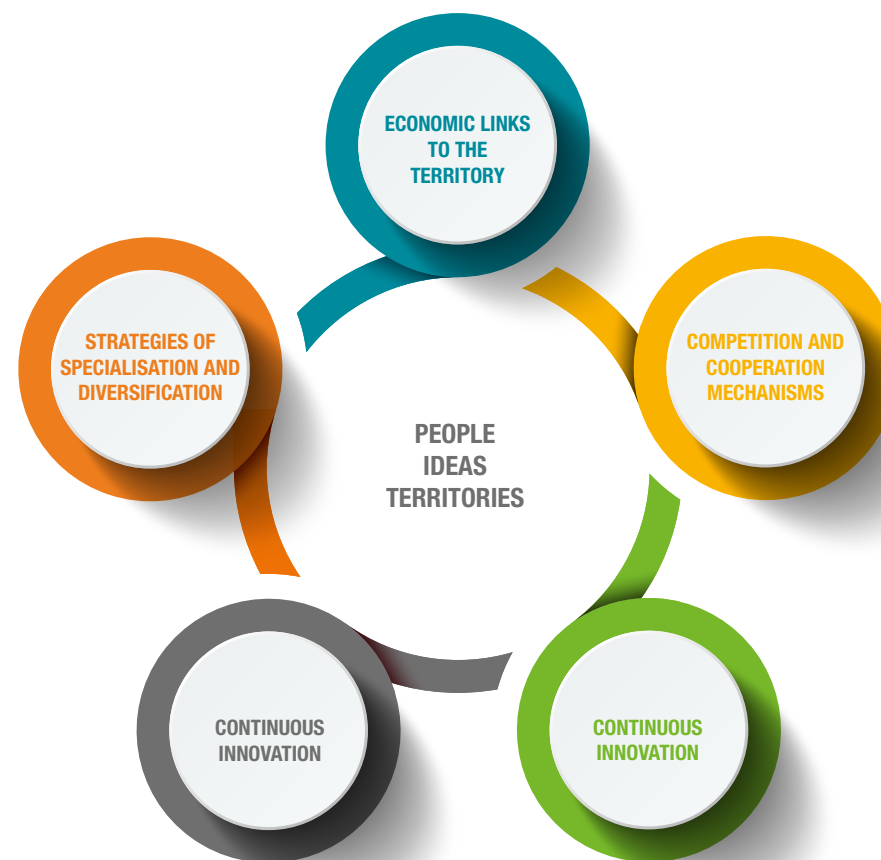 ECONOMIC LINKS
TO THE
TERRITORY
STRATEGIES OF
SPECIALISATION AND
DIVERSIFICATION
COMPETITION AND
COOPERATION
MECHANISMS
PEOPLE
IDEAS
TERRITORIES
CONTINUOUS
INNOVATION
CONTINUOUS
INNOVATION